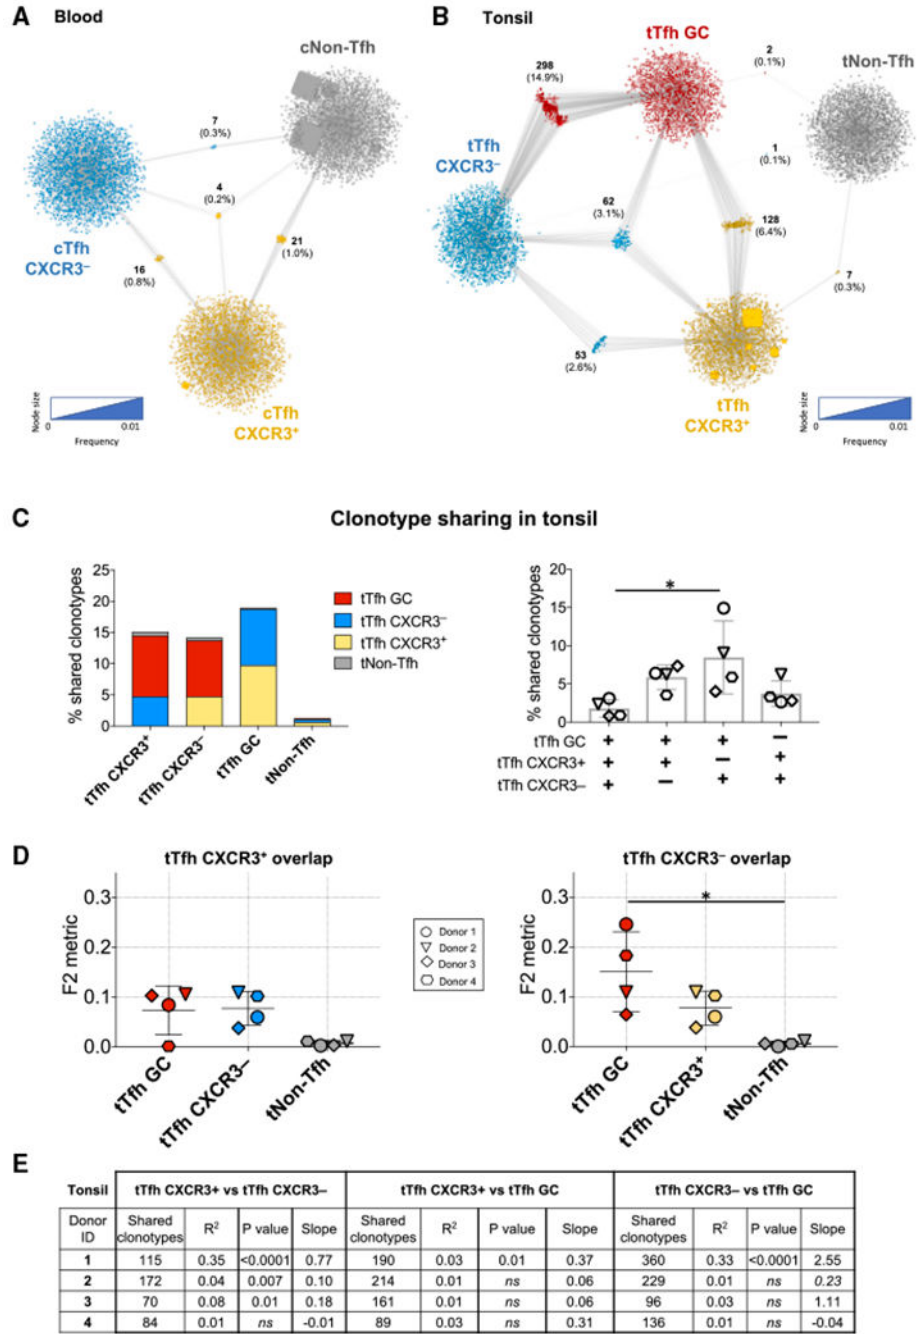 A Blood
cNon-Tfh
7
(0.3%)
4
(0.2%)
cTfh
CXCR3–
16
(0.8%)
21
(1.0%)
cTfh
CXCR3+
Node size
0 0.01
Frequency
B Tonsil
tTfh GC
2
(0.1%)
tNon-Tfh
298
(14.9%)
tTfh
CXCR3–
1
(0.1%)
62
(3.1%)
128
(6.4%)
7
(0.3%)
53
(2.6%)
tTfh
CXCR3+
Node size
0 0.01
Frequency
C Clonotype sharing in tonsil
% shared clonotypes
25
20
15
10
5
0
tTfh CXCR3+
tTfh CXCR3–
tTfh GC
tNon-Tfh
tTfh GC
tTfh CXCR3–
tTfh CXCR3+
tNon-Tfh
% shared clonotypes
20
15
10
5
0
*
tTfh GC + + + –
tTfh CXCR3+ + + – +
tTfh CXCR3– + – + +
D tTfh CXCR3+ overlap
F2 metric
0.3
0.2
0.1
0.0
tTfh GC
tTfh CXCR3–
tNon-Tfh
Donor 1
Donor 2
Donor 3
Donor 4
tTfh CXCR3– overlap
F2 metric
0.3
0.2
0.1
0.0
*
tTfh GC
tTfh CXCR3+
tNon-Tfh
E
Tonsil tTfh CXCR3+ vs tTfh CXCR3– tTfh CXCR3+ vs tTfh GC tTfh CXCR3– vs tTfh GC
Donor ID Shared clonotypes R2 P value Slope Shared clonotypes R2 P value Slope Shared clonotypes R2 P value Slope
1 115 0.35 <0.0001 0.77 190 0.03 0.01 0.37 360 0.33 <0.0001 2.55
2 172 0.04 0.007 0.10 214 0.01 ns 0.06 229 0.01 ns 0.23
3 70 0.08 0.01 0.18 161 0.01 ns 0.06 96 0.03 ns 1.11
4 84 0.01 ns -0.01 89 0.03 ns 0.31 136 0.01 ns -0.04